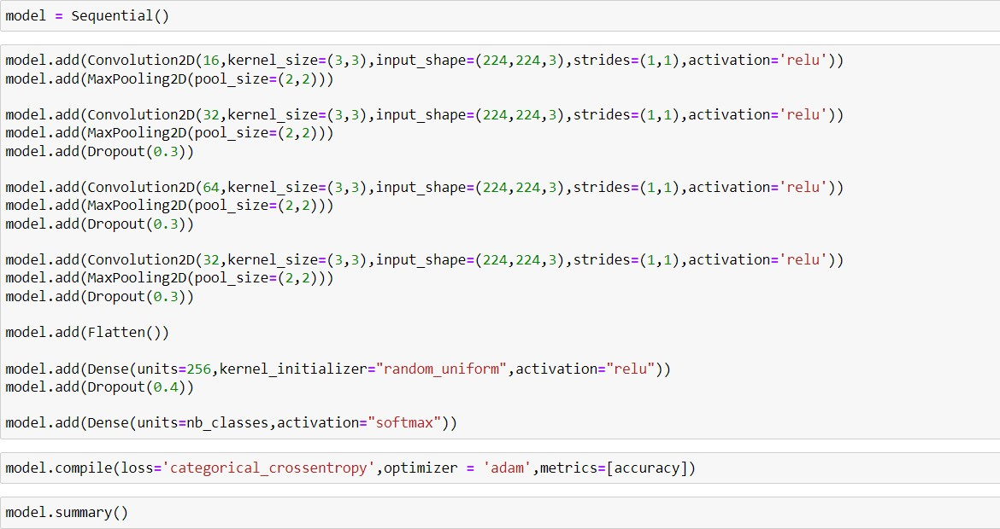 model = Sequential()
model.add(Convolution2D(16,kernel_size=(3,3),input_shape=(224,224,3),strides=(1,1),activation='relu'))
model.add(MaxPooling2D(pool_size=(2,2)))
model.add(Convolution2D(32,kernel_size=(3,3),input_shape=(224,224,3),strides=(1,1),activation='relu'))
model.add(MaxPooling2D(pool_size=(2,2)))
model.add(Dropout(0.3))
model.add(Convolution2D(64,kernel_size=(3,3),input_shape=(224,224,3),strides=(1,1),activation='relu'))
model.add(MaxPooling2D(pool_size=(2,2)))
model.add(Dropout(0.3))
model.add(Convolution2D(32,kernel_size=(3,3),input_shape=(224,224,3),strides=(1,1),activation='relu'))
model.add(MaxPooling2D(pool_size=(2,2)))
model.add(Dropout(0.3))
model.add(Flatten())
model.add(Dense(units=256,kernel_initializer="random_uniform",activation="relu"))
model.add(Dropout(0.4))
model.add(Dense(units=nb_classes,activation="softmax"))
model.compile(loss='categorical_crossentropy',optimizer = 'adam',metrics=[accuracy])
model.summary()